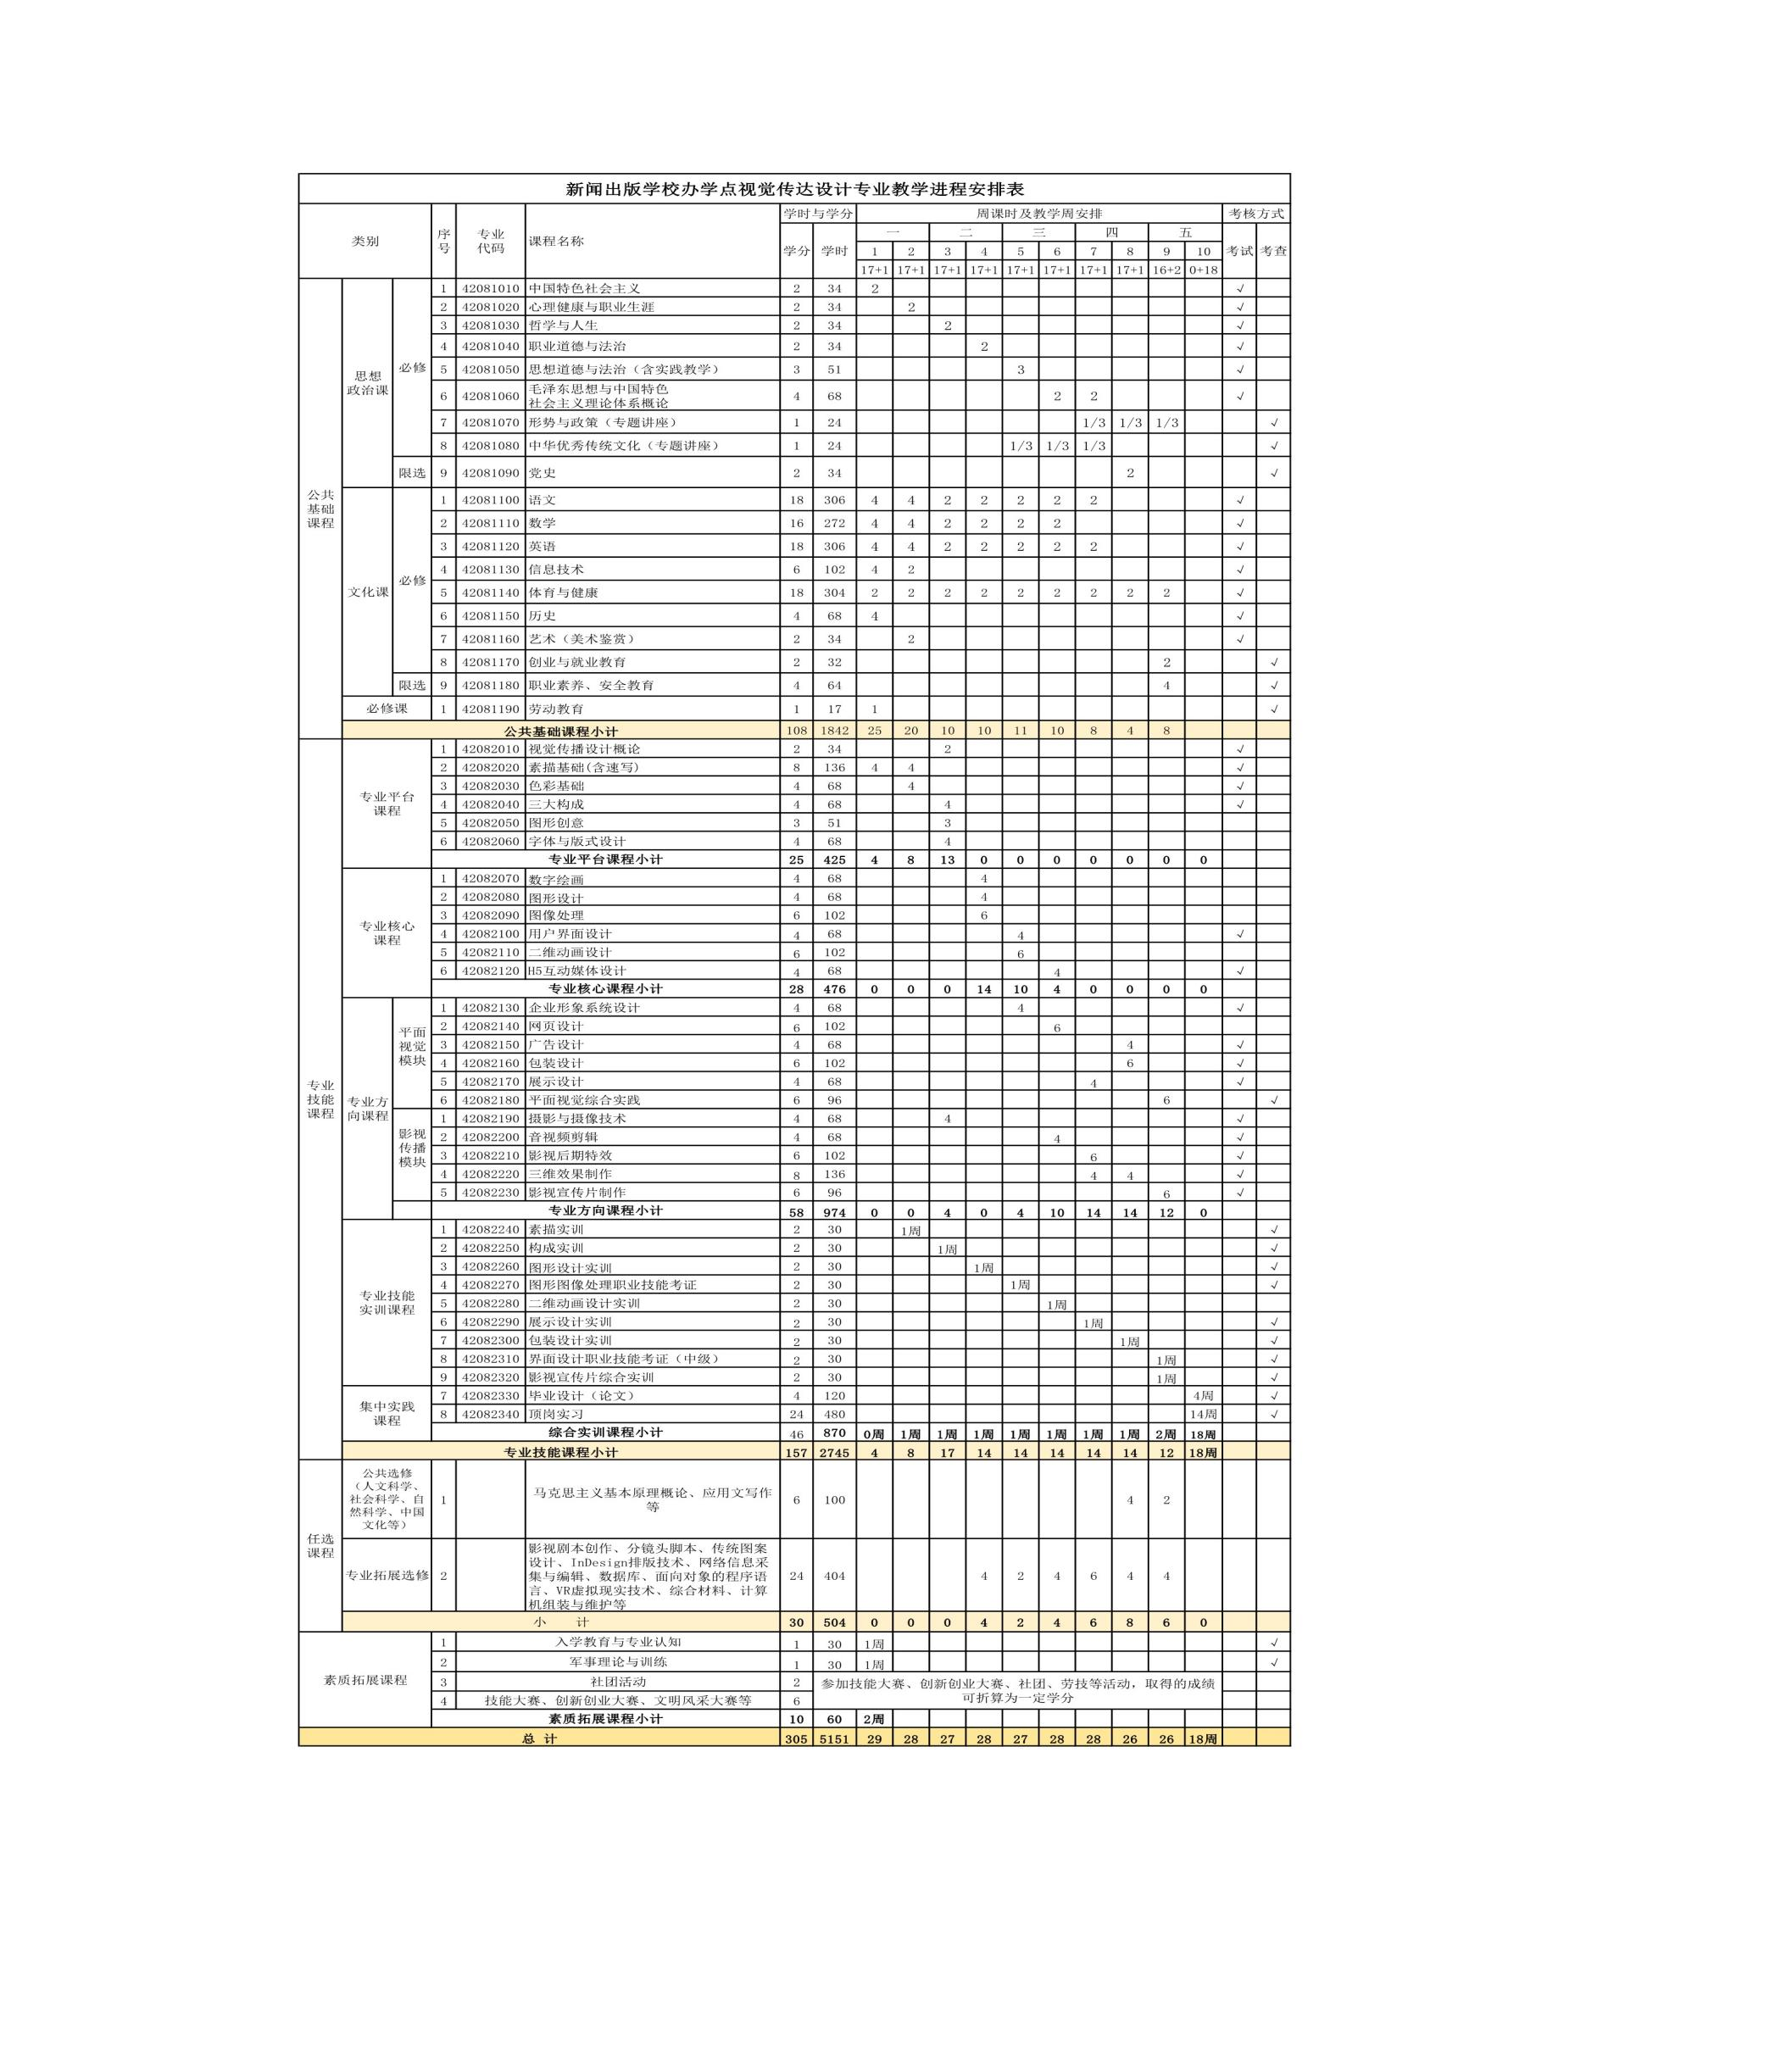 新闻出版学校办学点视觉传达设计专业教学进程安排表
类别 序号 专业代码 课程名称 学时与学分 周课时及教学周安排 考核方式
学分 学时 一 二 三 四 五 考试 考查
1 2 3 4 5 6 7 8 9 10
17+1 17+1 17+1 17+1 17+1 17+1 17+1 17+1 16+2 0+18
公共基础课程
思想政治课
必修
1 42081010 中国特色社会主义 2 34 2 √
2 42081020 心理健康与职业生涯 2 34 2 √
3 42081030 哲学与人生 2 34 2 √
4 42081040 职业道德与法治 2 34 2 √
5 42081050 思想道德与法治（含实践教学） 3 51 3 √
6 42081060 毛泽东思想与中国特色
社会主义理论体系概论 4 68 2 2 √
7 42081070 形势与政策（专题讲座） 1 24 1/3 1/3 1/3 √
8 42081080 中华优秀传统文化（专题讲座） 1 24 1/3 1/3 1/3 √
限选 9 42081090 党史 2 34 2 √
文化课
必修
1 42081100 语文 18 306 4 4 2 2 2 2 2 √
2 42081110 数学 16 272 4 4 2 2 2 2 √
3 42081120 英语 18 306 4 4 2 2 2 2 2 √
4 42081130 信息技术 6 102 4 2 √
5 42081140 体育与健康 18 304 2 2 2 2 2 2 2 2 2 √
6 42081150 历史 4 68 4 √
7 42081160 艺术（美术鉴赏） 2 34 2 √
8 42081170 创业与就业教育 2 32 2 √
限选 9 42081180 职业素养、安全教育 4 64 4 √
必修课 1 42081190 劳动教育 1 17 1 √
公共基础课程小计 108 1842 25 20 10 10 11 10 8 4 8
专业技能课程
专业平台课程
1 42082010 视觉传播设计概论 2 34 2 √
2 42082020 素描基础(含速写) 8 136 4 4 √
3 42082030 色彩基础 4 68 4 √
4 42082040 三大构成 4 68 4 √
5 42082050 图形创意 3 51 3
6 42082060 字体与版式设计 4 68 4
专业平台课程小计 25 425 4 8 13 0 0 0 0 0 0 0
专业核心课程
1 42082070 数字绘画 4 68 4
2 42082080 图形设计 4 68 4
3 42082090 图像处理 6 102 6
4 42082100 用户界面设计 4 68 4 √
5 42082110 二维动画设计 6 102 6
6 42082120 H5互动媒体设计 4 68 4 √
专业核心课程小计 28 476 0 0 0 14 10 4 0 0 0 0
专业方向课程
平面视觉模块
1 42082130 企业形象系统设计 4 68 4 √
2 42082140 网页设计 6 102 6
3 42082150 广告设计 4 68 4 √
4 42082160 包装设计 6 102 6 √
5 42082170 展示设计 4 68 4 √
6 42082180 平面视觉综合实践 6 96 6 √
影视传播模块
1 42082190 摄影与摄像技术 4 68 4 √
2 42082200 音视频剪辑 4 68 4 √
3 42082210 影视后期特效 6 102 6 √
4 42082220 三维效果制作 8 136 4 4 √
5 42082230 影视宣传片制作 6 96 6 √
专业方向课程小计 58 974 0 0 4 0 4 10 14 14 12 0
专业技能实训课程
1 42082240 素描实训 2 30 1周 √
2 42082250 构成实训 2 30 1周 √
3 42082260 图形设计实训 2 30 1周 √
4 42082270 图形图像处理职业技能考证 2 30 1周 √
5 42082280 二维动画设计实训 2 30 1周
6 42082290 展示设计实训 2 30 1周 √
7 42082300 包装设计实训 2 30 1周 √
8 42082310 界面设计职业技能考证（中级） 2 30 1周 √
9 42082320 影视宣传片综合实训 2 30 1周 √
集中实践课程
7 42082330 毕业设计（论文） 4 120 4周 √
8 42082340 顶岗实习 24 480 14周 √
综合实训课程小计 46 870 0周 1周 1周 1周 1周 1周 1周 1周 2周 18周
专业技能课程小计 157 2745 4 8 17 14 14 14 14 14 12 18周
任选课程
公共选修
（人文科学、
社会科学、自
然科学、中国
文化等）
1 马克思主义基本原理概论、应用文写作
等 6 100 4 2
专业拓展选修 2
影视剧本创作、分镜头脚本、传统图案
设计、InDesign排版技术、网络信息采
集与编辑、数据库、面向对象的程序语
言、VR虚拟现实技术、综合材料、计算
机组装与维护等
24 404 4 2 4 6 4 4
小 计 30 504 0 0 0 4 2 4 6 8 6 0
素质拓展课程
1 入学教育与专业认知 1 30 1周 √
2 军事理论与训练 1 30 1周 √
3 社团活动 2 参加技能大赛、创新创业大赛、社团、劳技等活动，取得的成绩
可折算为一定学分
4 技能大赛、创新创业大赛、文明风采大赛等 6
素质拓展课程小计 10 60 2周
总 计 305 5151 29 28 27 28 27 28 28 26 26 18周